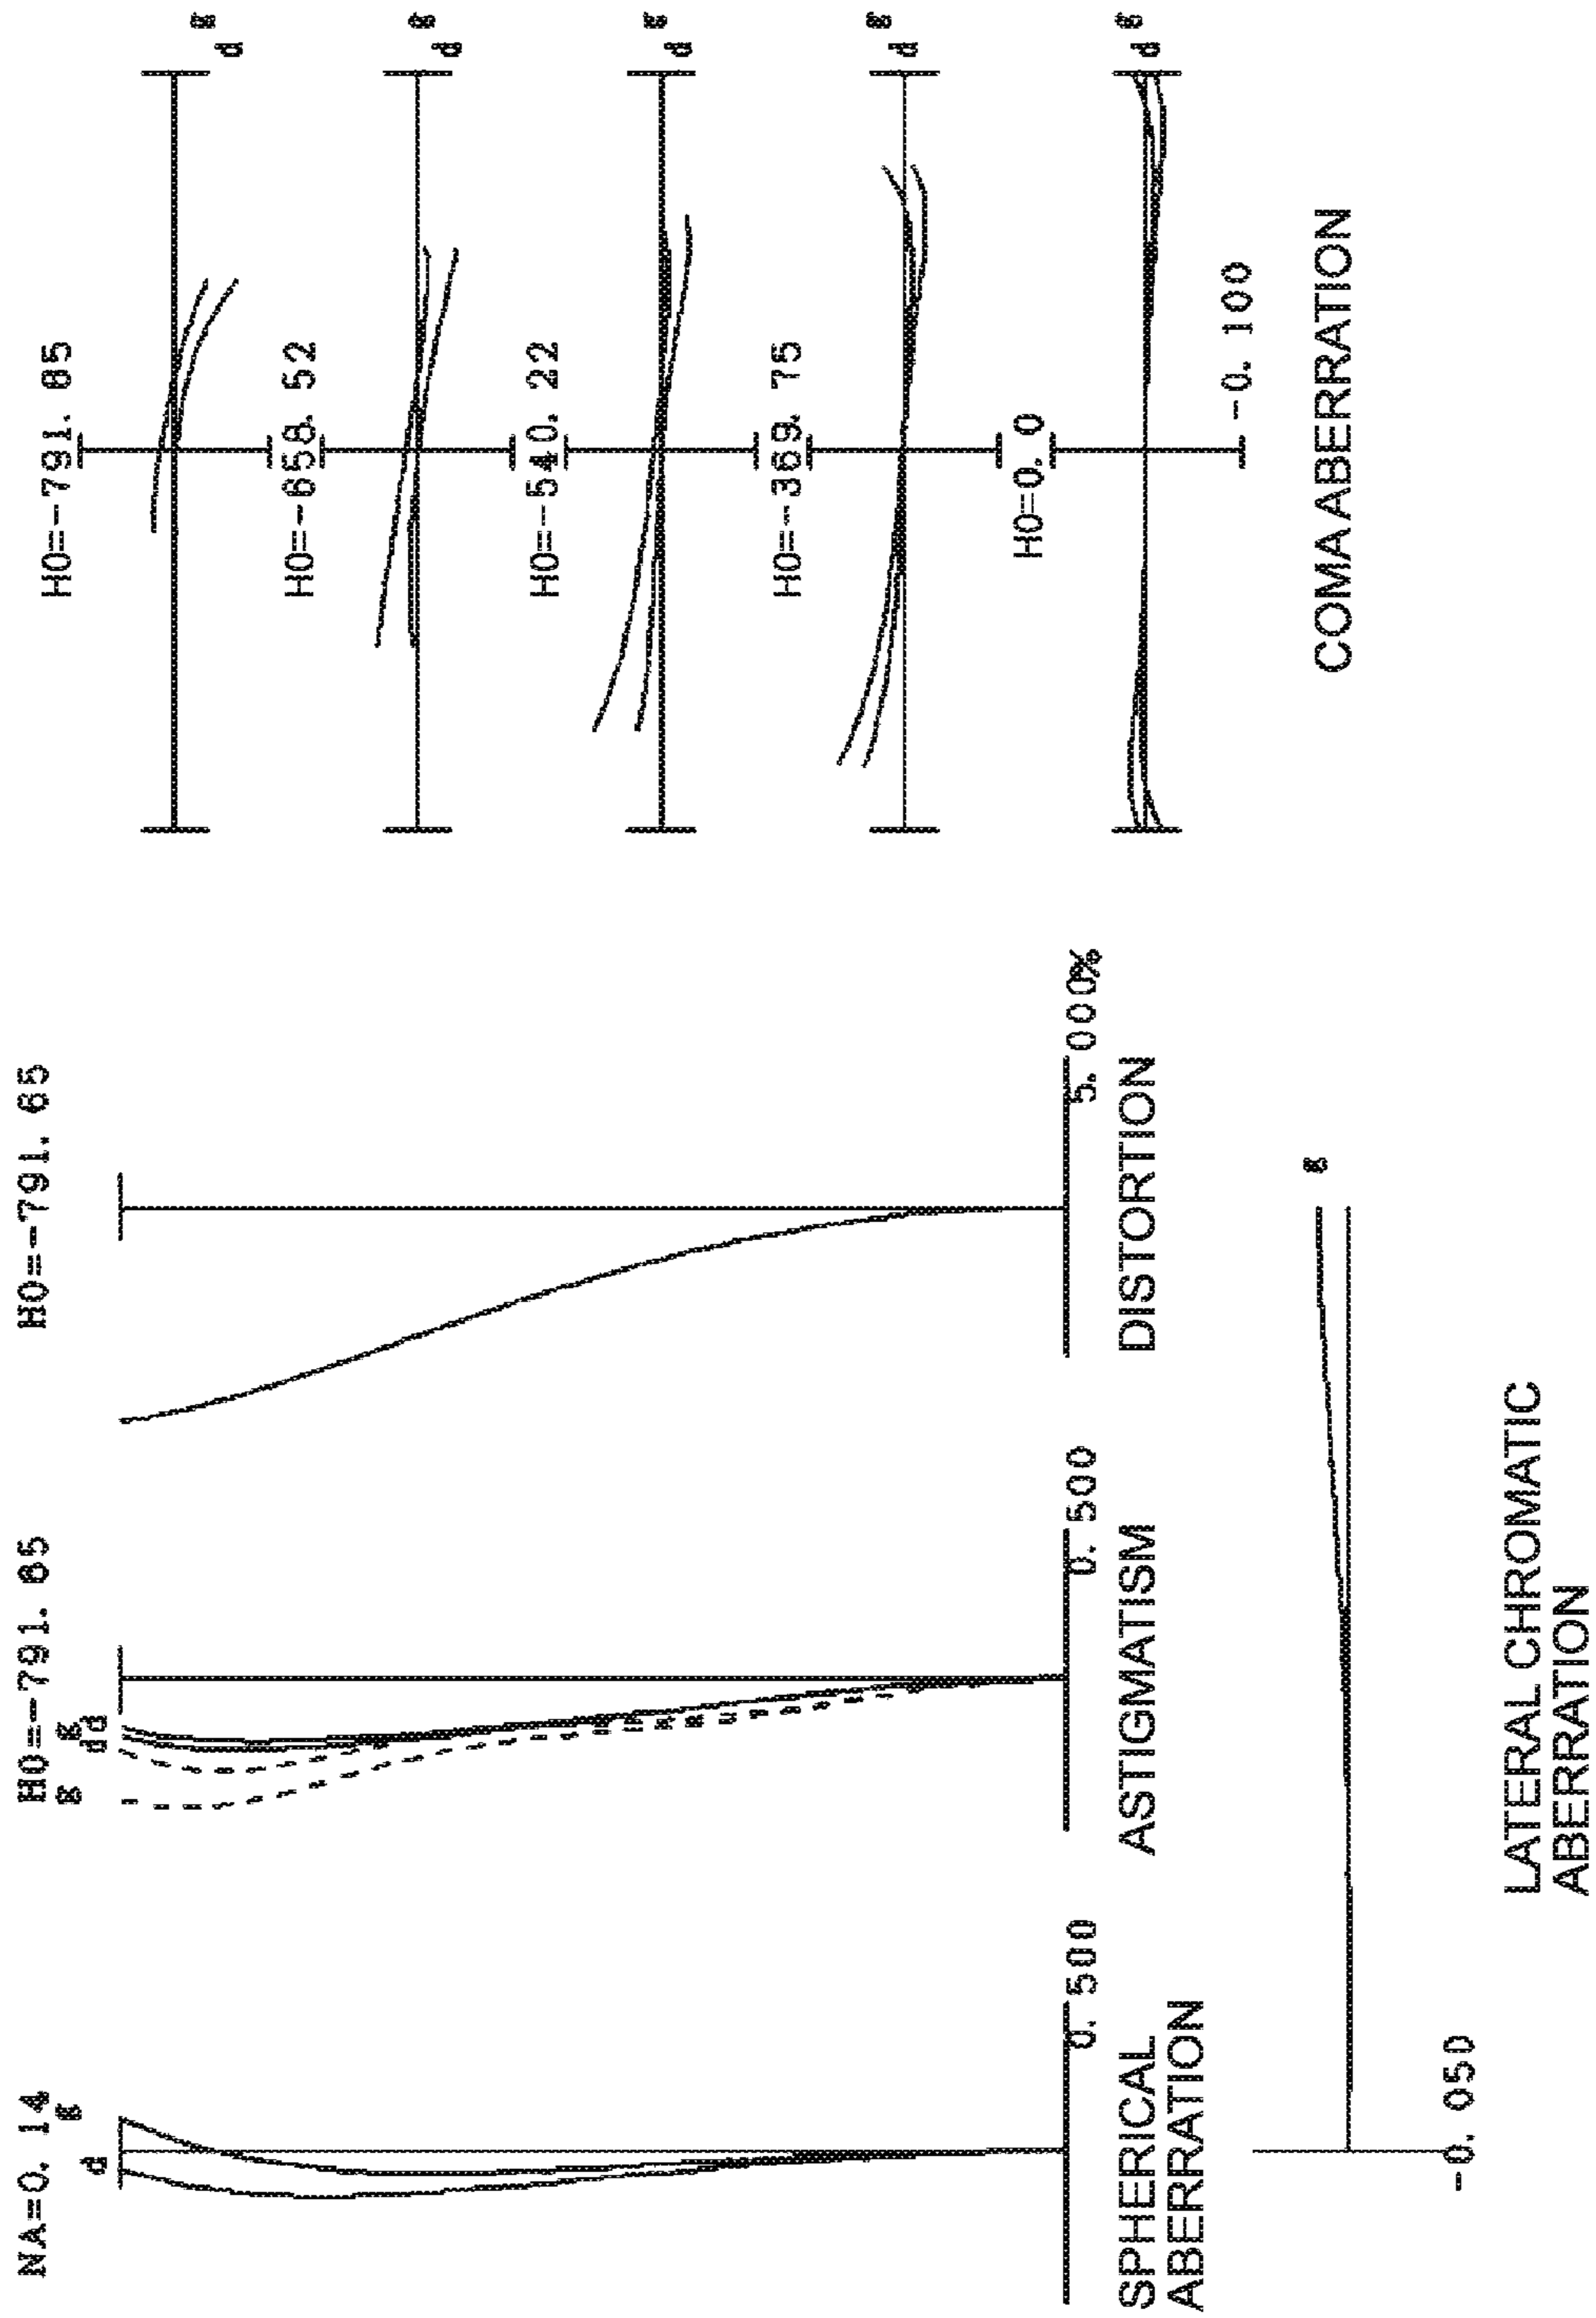 NA=0. 14
g
d
0. 500
SPHERICAL
ABERRATION
H0=-791. 65
g
g
d d
0. 500
ASTIGMATISM
H0=-791. 65
5. 000%
DISTORTION
H0=-791. 65
g
d
H0=-658. 52
g
d
H0=-540. 22
g
d
H0=-369. 75
g
d
H0=0. 0
g
d
-0. 100
COMA ABERRATION
g
-0. 050
LATERAL CHROMATIC
ABERRATION